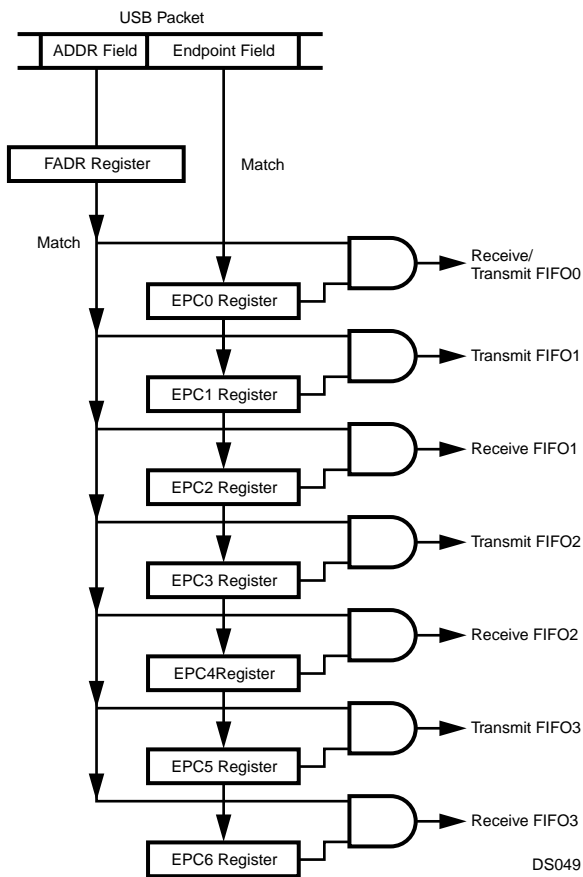 USB Packet
ADDR Field
Endpoint Field
FADR Register
Match
Match
Receive/
Transmit FIFO0
EPC0 Register
Transmit FIFO1
EPC1 Register
Receive FIFO1
EPC2 Register
Transmit FIFO2
EPC3 Register
Receive FIFO2
EPC4Register
Transmit FIFO3
EPC5 Register
Receive FIFO3
EPC6 Register
DS049